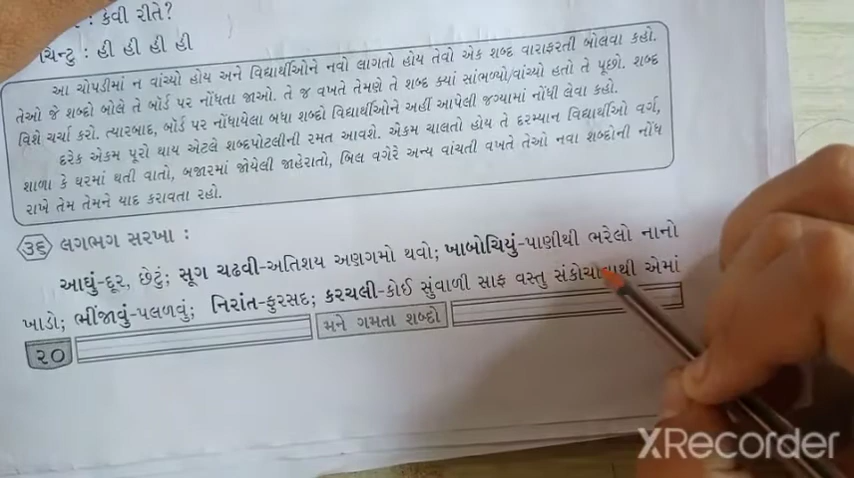 : કેવી રીતે?
ચિન્ટુ : હી હી હી હી
આ ચોપડીમાં ન વાંચ્યો હોય અને વિદ્યાર્થીઓને નવો લાગતો હોય તેવો એક શબ્દ વારાફરતી બોલવા કહો.
તેઓ જે શબ્દો બોલે તે બૉર્ડ પર નોંધતા જાઓ. તે જ વખતે તેમણે તે શબ્દ ક્યાં સાંભળ્યો/વાંચ્યો હતો તે પૂછો. શબ્દ
વિશે ચર્ચા કરો. ત્યારબાદ, બૉર્ડ પર નોંધાયેલા બધા શબ્દો વિદ્યાર્થીઓને અહીં આપેલી જગ્યામાં નોંધી લેવા કહો.
દરેક એકમ પૂરો થાય એટલે શબ્દપોટલીની રમત આવશે. એકમ ચાલતો હોય તે દરમ્યાન વિદ્યાર્થીઓ વર્ગ,
શાળા કે ઘરમાં થતી વાતો, બજારમાં જોયેલી જાહેરાતો, બિલ વગેરે અન્ય વાંચતી વખતે તેઓ નવા શબ્દોની નોંધ
રાખે તેમ તેમને યાદ કરાવતા રહો.
૩૬ લગભગ સરખા :
આઘું-દૂર, છેટું; સૂગ ચઢવી-અતિશય અણગમો થવો; ખાબોચિયું-પાણીથી ભરેલો નાનો
ખાડો; ભીંજાવું-પલળવું; નિરાંત-ફુરસદ; કરચલી-કોઈ સુંવાળી સાફ વસ્તુ સંકોચાવાથી એમાં
૨૦ મને ગમતા શબ્દો
XRecorder